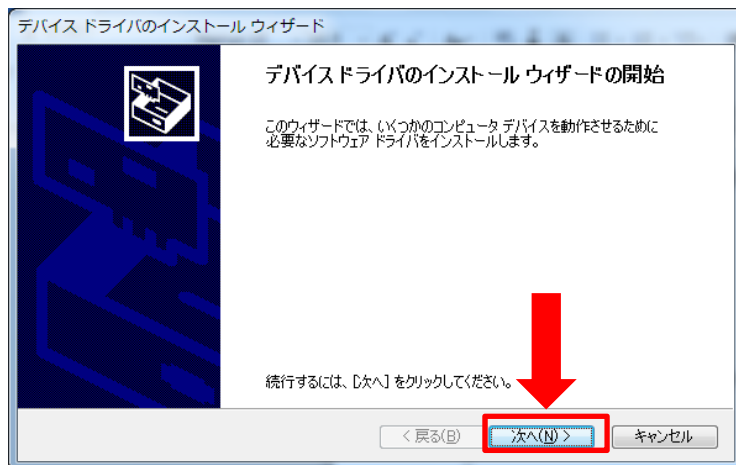 デバイス ドライバのインストール ウィザード
デバイス ドライバのインストール ウィザードの開始
このウィザードでは、いくつかのコンピュータ デバイスを動作させるために
必要なソフトウェア ドライバをインストールします。
続行するには、[次へ] をクリックしてください。
< 戻る(B)
次へ(N) >
キャンセル